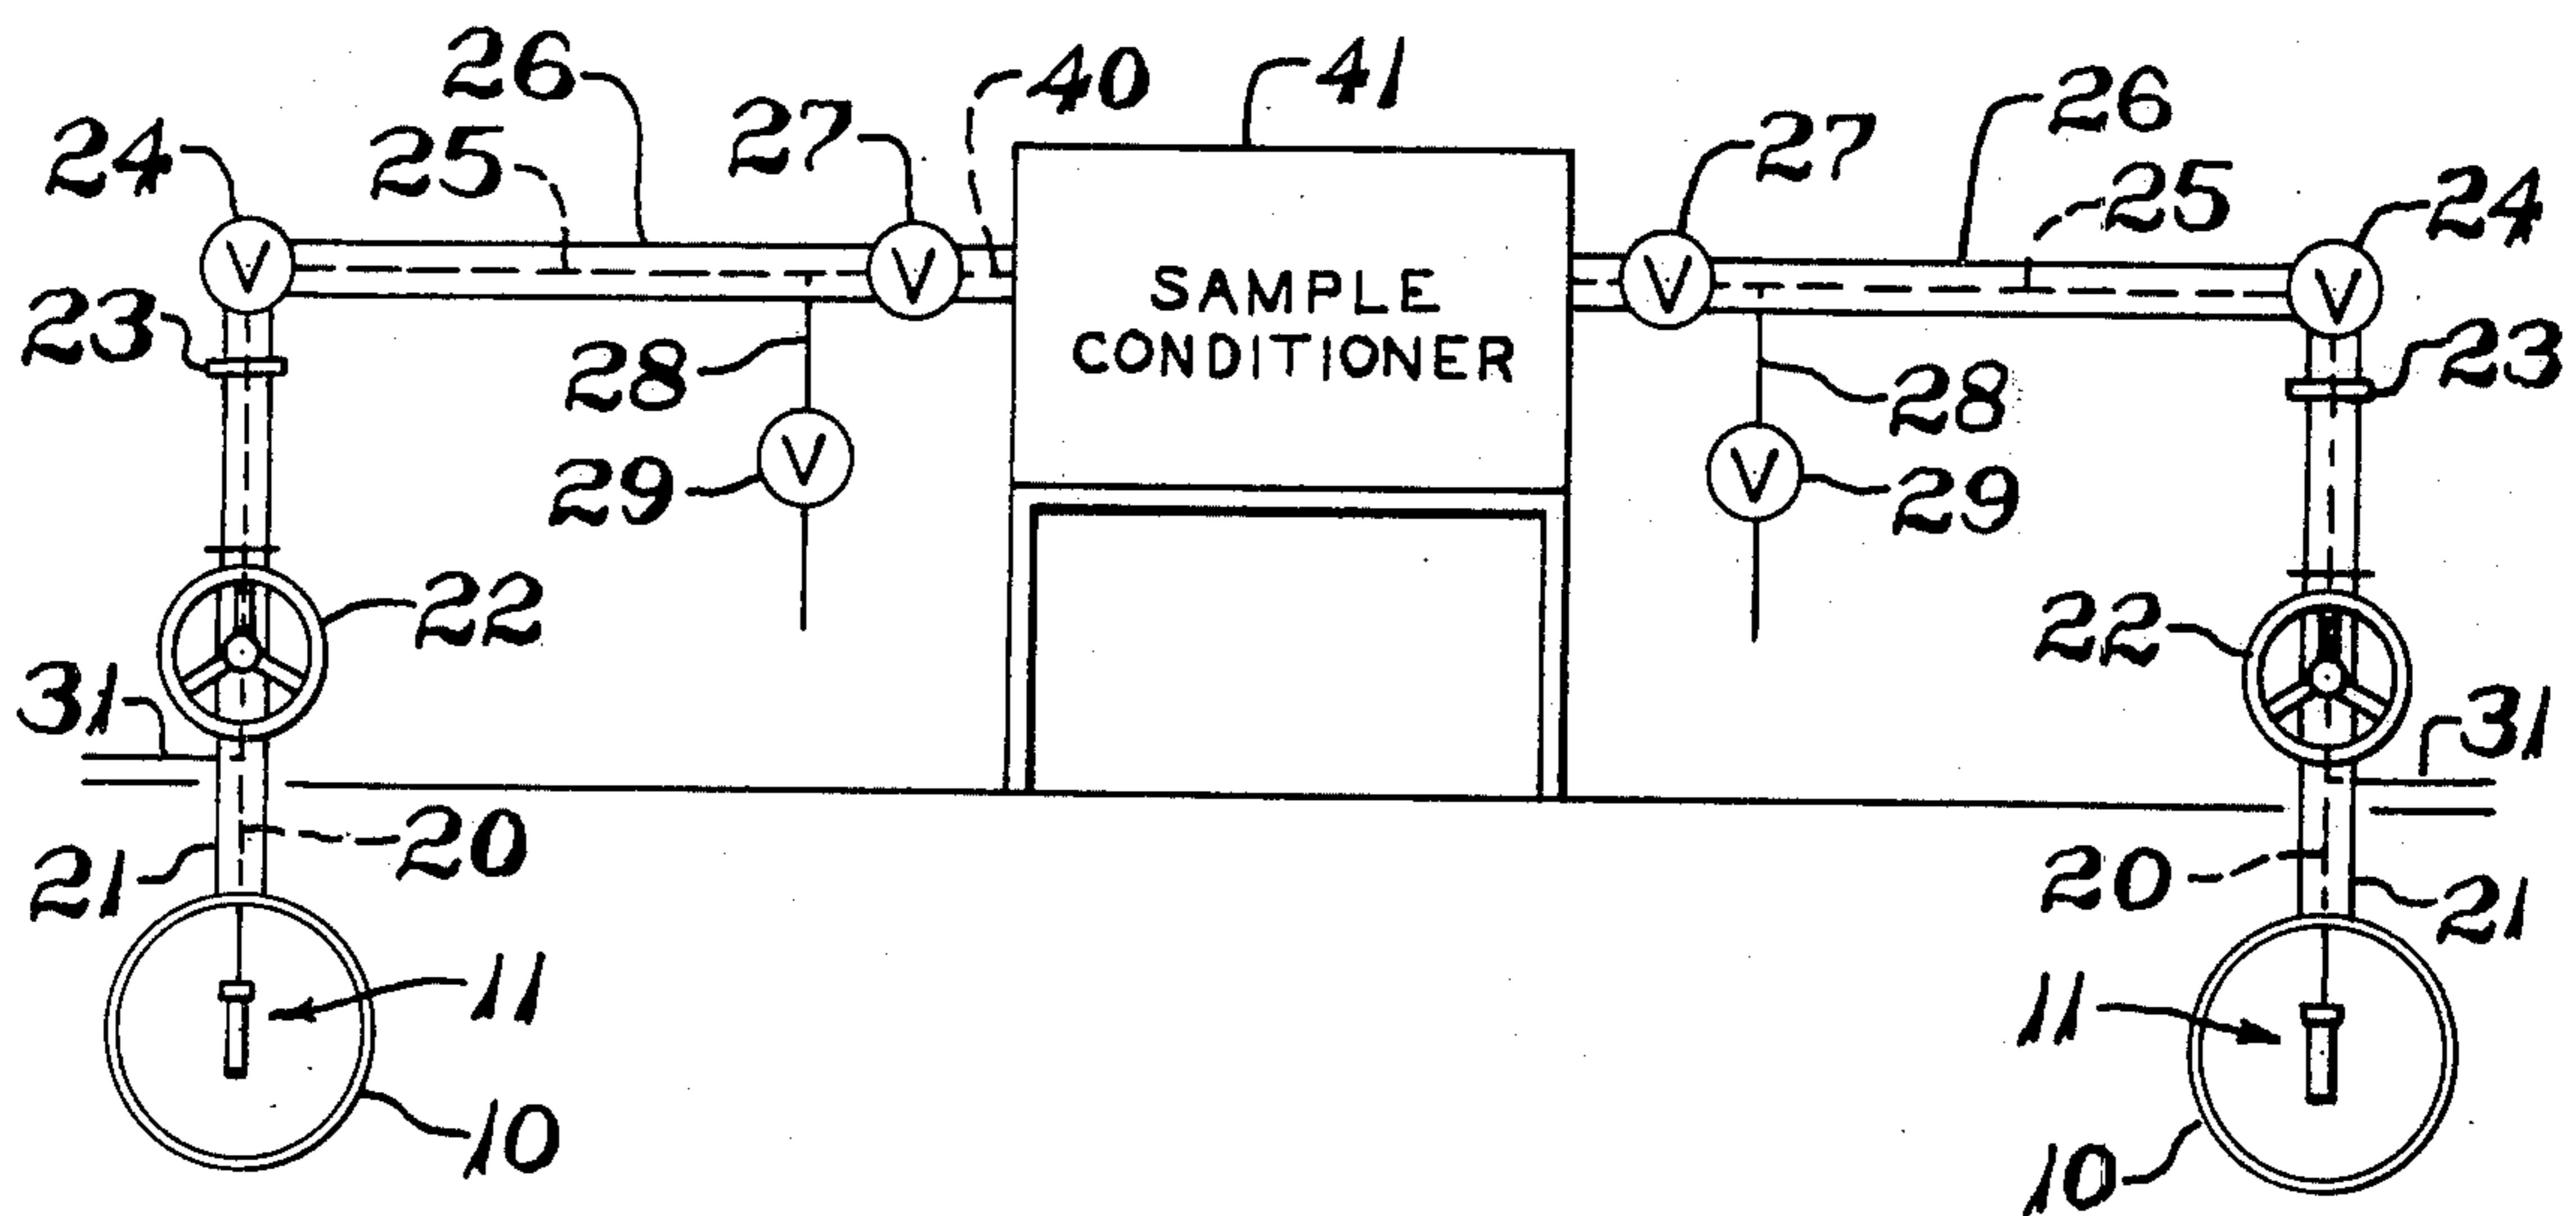 26 40 41 26
24 25 27 27 25 24
V V SAMPLE V V
23 CONDITIONER 23
28 28
29 V V 29
22 22
31 31
21 20 20 21
11 11
10 10